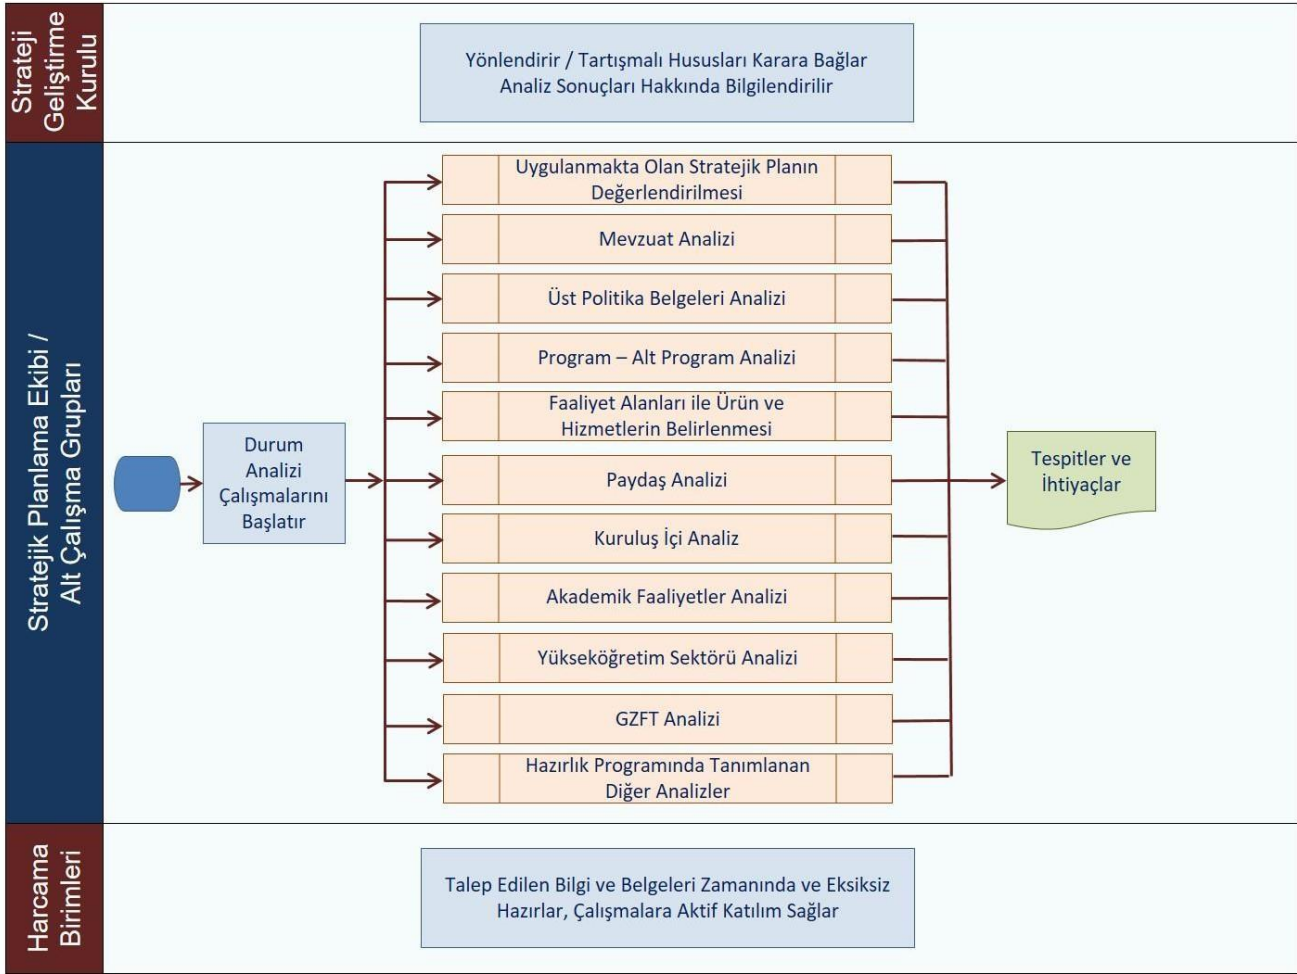 Strateji
Geliştirme
Kurulu
Yönlendirir / Tartışmalı Hususları Karara Bağlar
Analiz Sonuçları Hakkında Bilgilendirilir
Stratejik Planlama Ekibi /
Alt Çalışma Grupları
Durum
Analizi
Çalışmalarını
Başlatır
Uygulanmakta Olan Stratejik Planın
Değerlendirilmesi
Mevzuat Analizi
Üst Politika Belgeleri Analizi
Program – Alt Program Analizi
Faaliyet Alanları ile Ürün ve
Hizmetlerin Belirlenmesi
Paydaş Analizi
Kuruluş İçi Analiz
Akademik Faaliyetler Analizi
Yükseköğretim Sektörü Analizi
GZFT Analizi
Hazırlık Programında Tanımlanan
Diğer Analizler
Tespitler ve
İhtiyaçlar
Harcama
Birimleri
Talep Edilen Bilgi ve Belgeleri Zamanında ve Eksiksiz
Hazırlar, Çalışmalara Aktif Katılım Sağlar